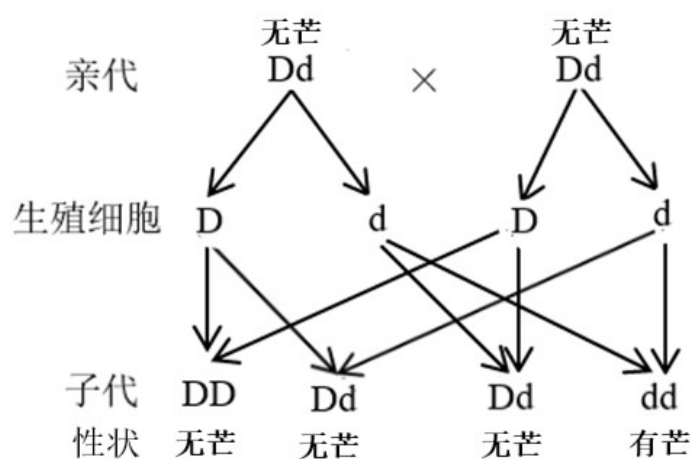 无芒 无芒
亲代 Dd × Dd
生殖细胞 D d D d
子代 DD Dd Dd dd
性状 无芒 无芒 无芒 有芒